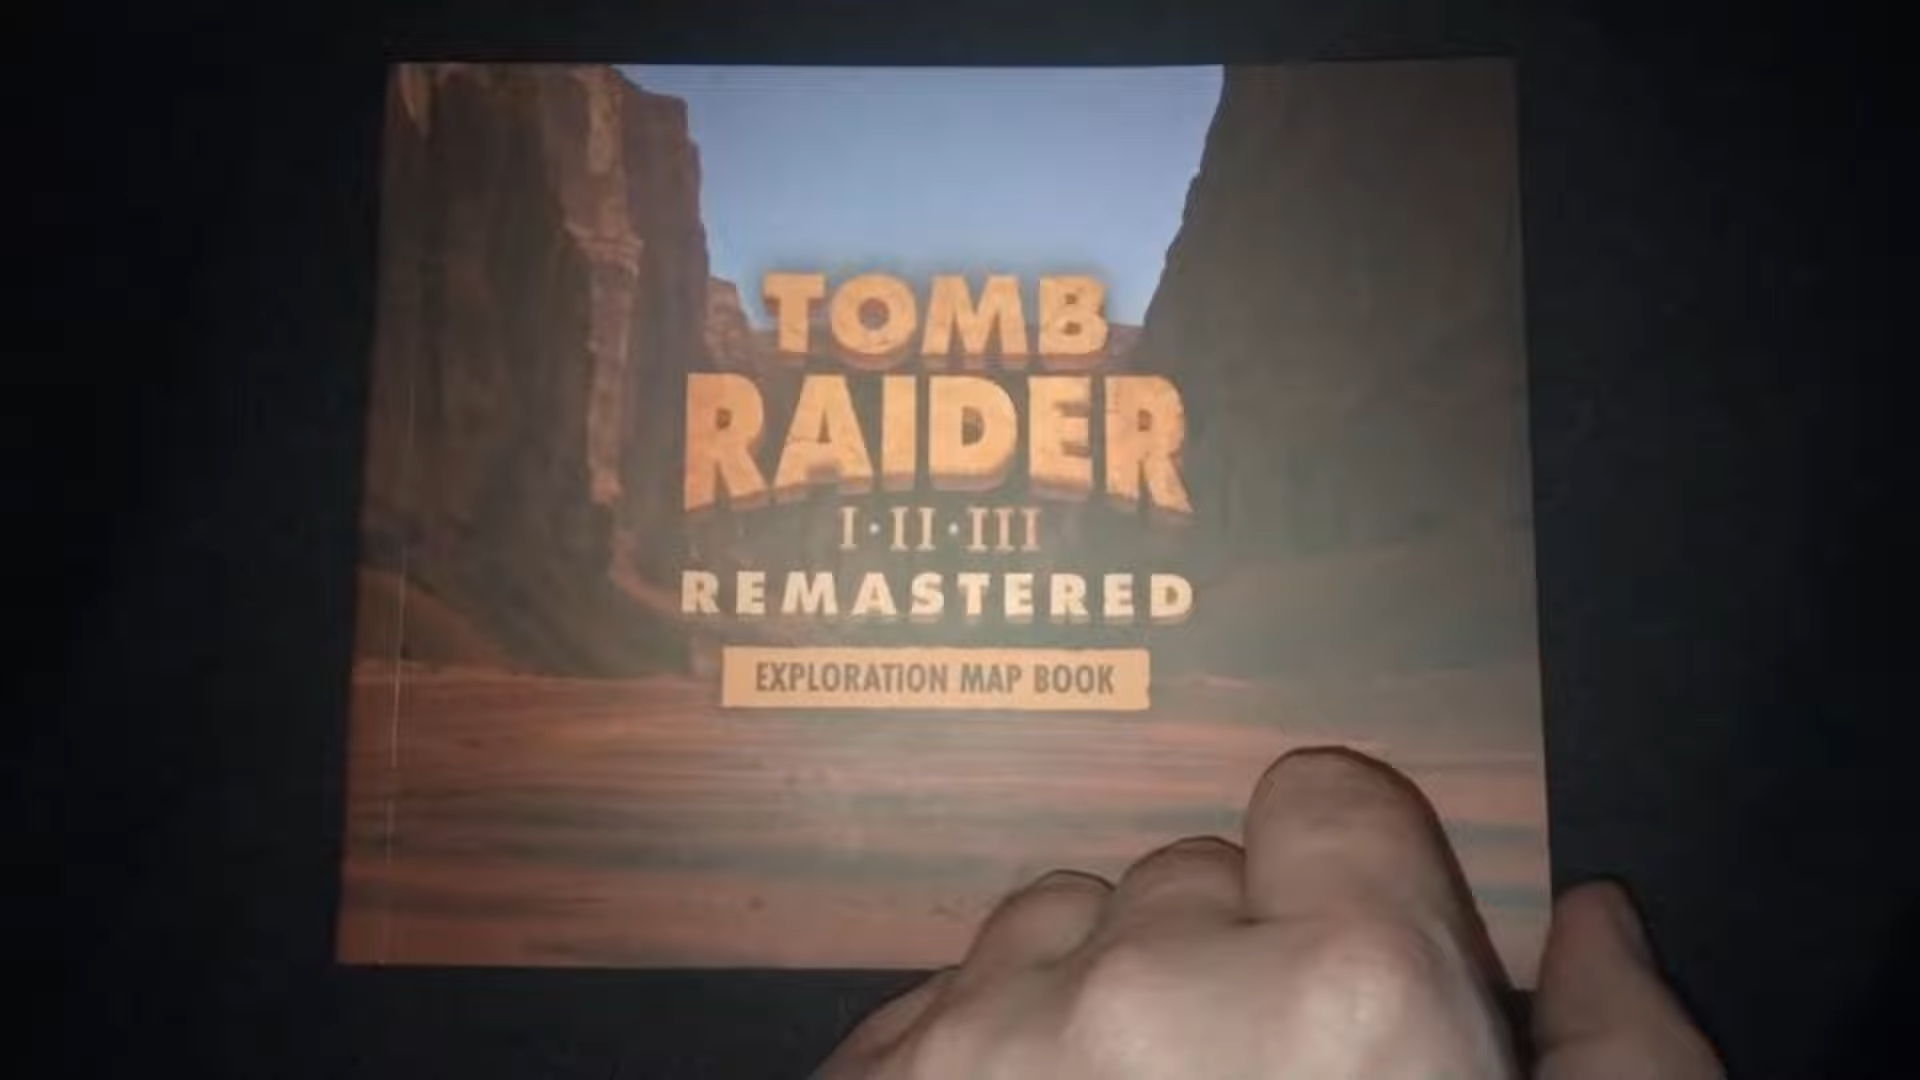 TOMB
RAIDER
I·II·III
REMASTERED
EXPLORATION MAP BOOK